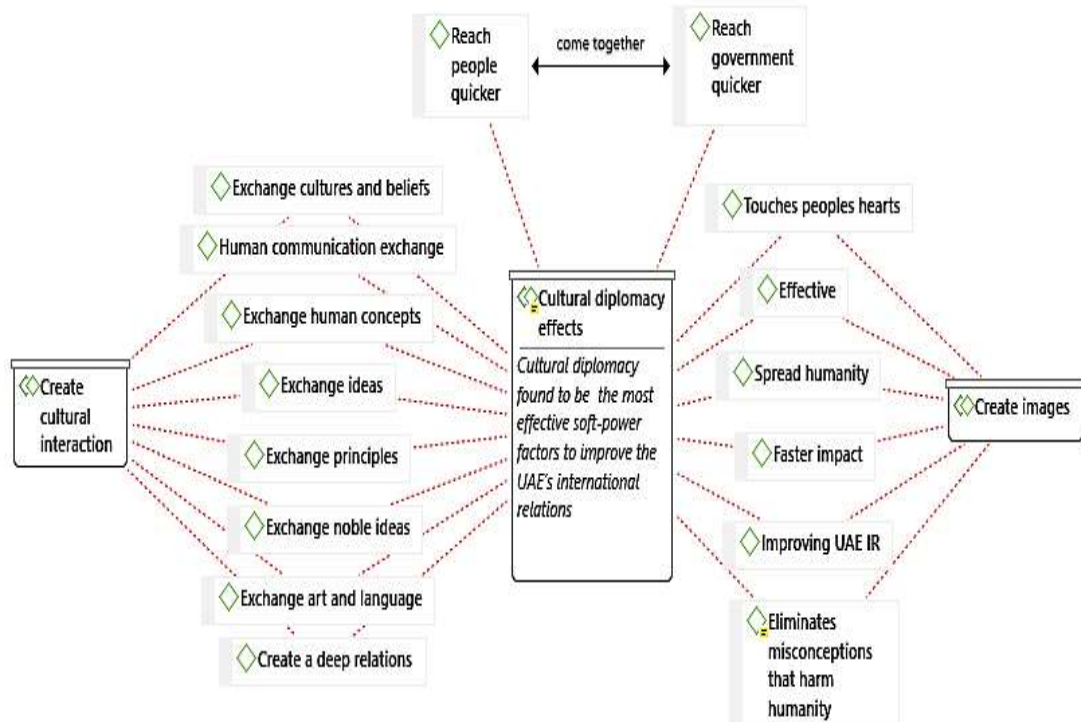 Reach
people
quicker
come together
Reach
government
quicker
Exchange cultures and beliefs
Human communication exchange
Exchange human concepts
Exchange ideas
Exchange principles
Exchange noble ideas
Exchange art and language
Create a deep relations
Create
cultural
interaction
Cultural diplomacy
effects
Cultural diplomacy
found to be the most
effective soft-power
factors to improve the
UAE's international
relations
Touches peoples hearts
Effective
Spread humanity
Faster impact
Improving UAE IR
Eliminates
misconceptions
that harm
humanity
Create images